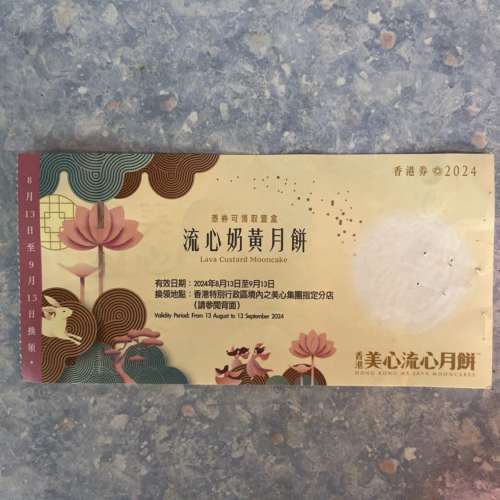 8月13日至9月13日換領
香港券 2024
憑券可領取壹盒
流心奶黃月餅
Lava Custard Mooncake
有效日期：2024年8月13日至9月13日
換領地點：香港特別行政區境內之美心集團指定分店
（請參閱背面）
Validity Period: From 13 August to 13 September 2024
香港美心流心月餅
HONG KONG MX LAVA MOONCAKES